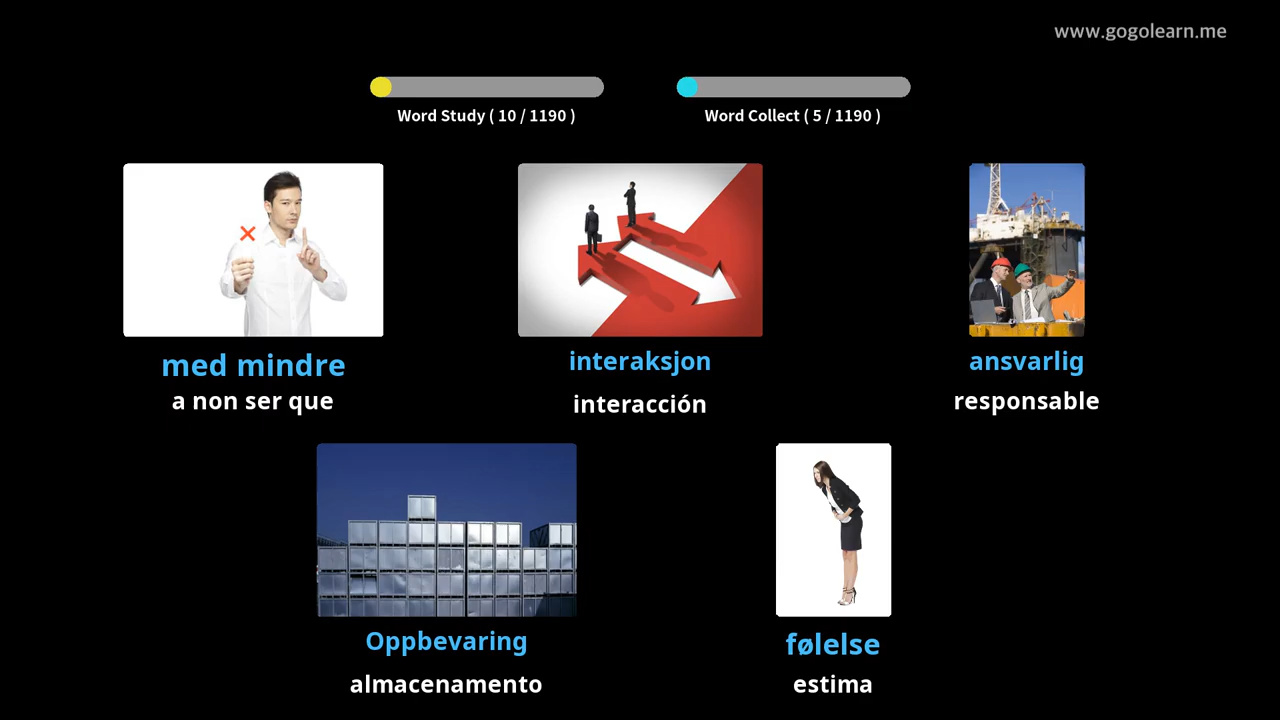 www.gogolearn.me
Word Study ( 10 / 1190 )
Word Collect ( 5 / 1190 )
med mindre
a non ser que
interaksjon
interacción
ansvarlig
responsable
Oppbevaring
almacenamento
følelse
estima